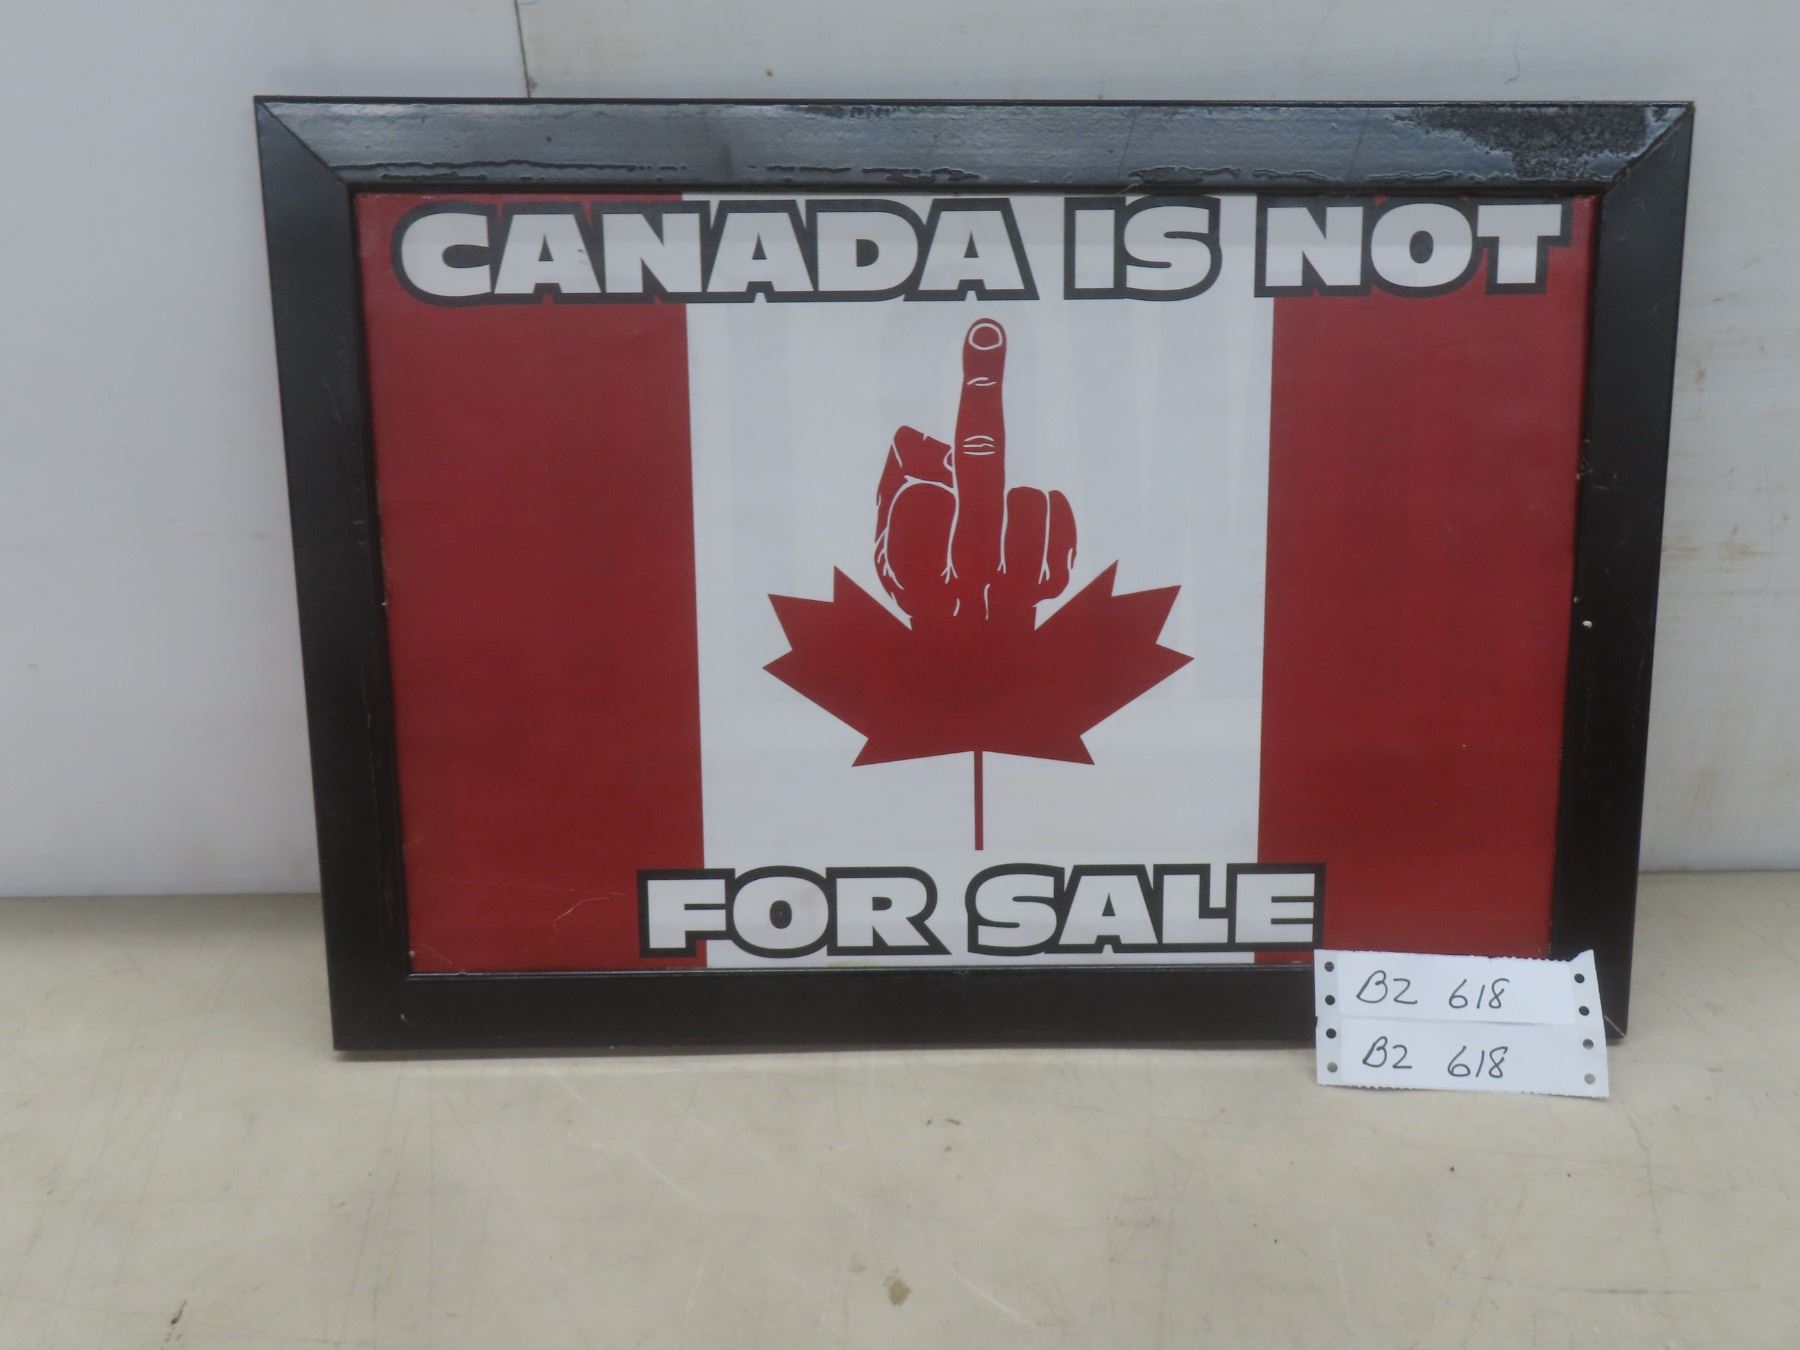 CANADA IS NOT
FOR SALE
B2 618
B2 618